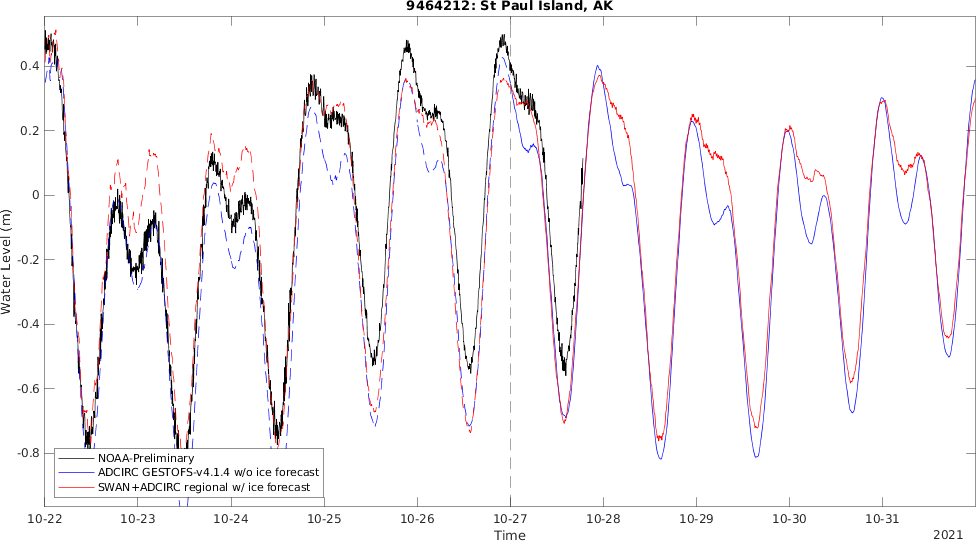 9464212: St Paul Island, AK
0.4
0.2
0
-0.2
-0.4
-0.6
-0.8
Water Level (m)
NOAA-Preliminary
ADCIRC GESTOFS-v4.1.4 w/o ice forecast
SWAN+ADCIRC regional w/ ice forecast
10-22 10-23 10-24 10-25 10-26 10-27 10-28 10-29 10-30 10-31
Time
2021